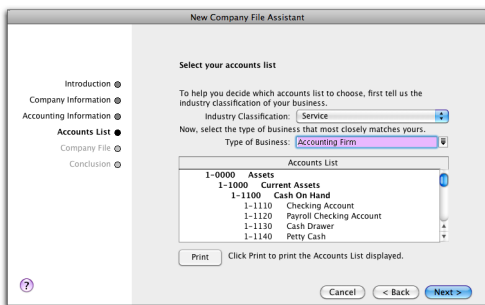 New Company File Assistant
Select your accounts list
Introduction
Company Information
Accounting Information
Accounts List
Company File
Conclusion
To help you decide which accounts list to choose, first tell us the
industry classification of your business.
Industry Classification: Service
Now, select the type of business that most closely matches yours.
Type of Business: Accounting Firm
Accounts List
1-0000 Assets
1-1000 Current Assets
1-1100 Cash On Hand
1-1110 Checking Account
1-1120 Payroll Checking Account
1-1130 Cash Drawer
1-1140 Petty Cash
Print Click Print to print the Accounts List displayed.
? Cancel < Back Next >